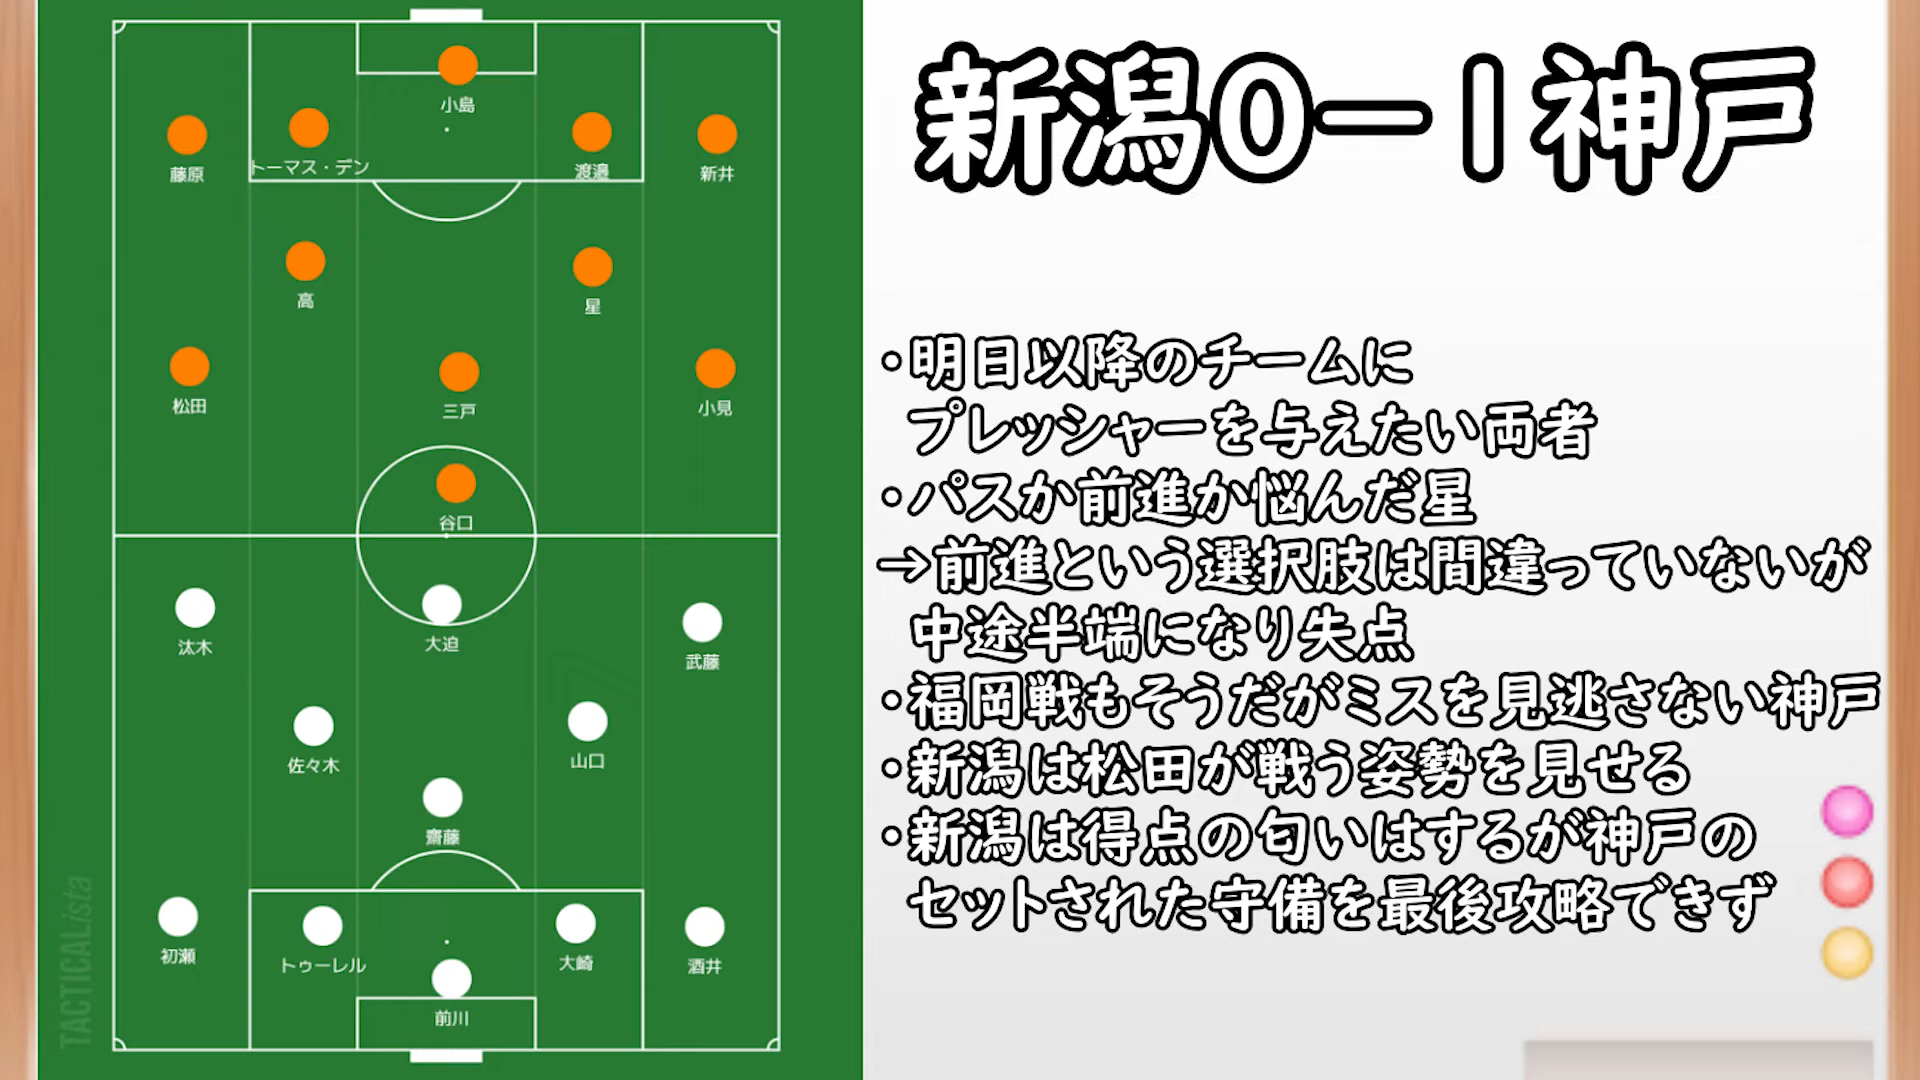 新潟0-1神戸
小島
藤原
トーマス・デン
渡邉
新井
高
星
松田
三戸
小見
谷口
汰木
大迫
武藤
佐々木
山口
齋藤
初瀬
トゥーレル
大崎
酒井
前川
TACTICALista
・明日以降のチームに
プレッシャーを与えたい両者
・パスか前進か悩んだ星
→前進という選択肢は間違っていないが
中途半端になり失点
・福岡戦もそうだがミスを見逃さない神戸
・新潟は松田が戦う姿勢を見せる
・新潟は得点の匂いはするが神戸の
セットされた守備を最後攻略できず